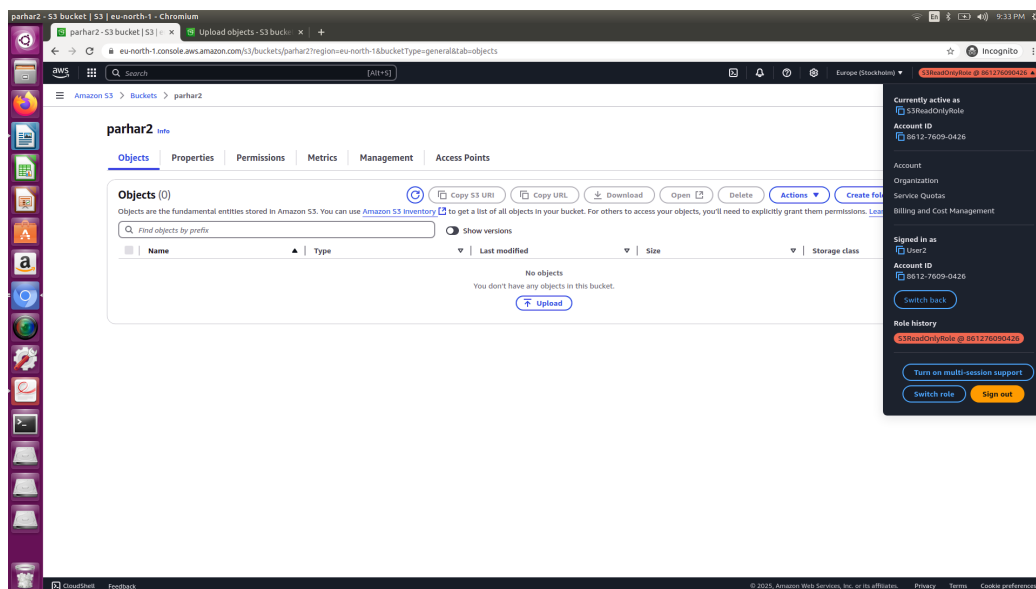 parhar2 - S3 bucket | S3 | eu-north-1 - Chromium
En
9:33 PM
parhar2 - S3 bucket | S3 | e
Upload objects - S3 bucke
eu-north-1.console.aws.amazon.com/s3/buckets/parhar2?region=eu-north-1&bucketType=general&tab=objects
Incognito
aws
Search
[Alt+S]
Europe (Stockholm)
S3ReadOnlyRole @ 861276090426
Amazon S3 > Buckets > parhar2
parhar2 Info
Objects
Properties
Permissions
Metrics
Management
Access Points
Objects (0)
Copy S3 URI
Copy URL
Download
Open
Delete
Actions
Create fol
Objects are the fundamental entities stored in Amazon S3. You can use Amazon S3 inventory to get a list of all objects in your bucket. For others to access your objects, you'll need to explicitly grant them permissions. Lear
Find objects by prefix
Show versions
Name
Type
Last modified
Size
Storage class
No objects
You don't have any objects in this bucket.
Upload
Currently active as
S3ReadOnlyRole
Account ID
8612-7609-0426
Account
Organization
Service Quotas
Billing and Cost Management
Signed in as
User2
Account ID
8612-7609-0426
Switch back
Role history
S3ReadOnlyRole @ 861276090426
Turn on multi-session support
Switch role
Sign out
CloudShell
Feedback
© 2025, Amazon Web Services, Inc. or its affiliates.
Privacy
Terms
Cookie preferences